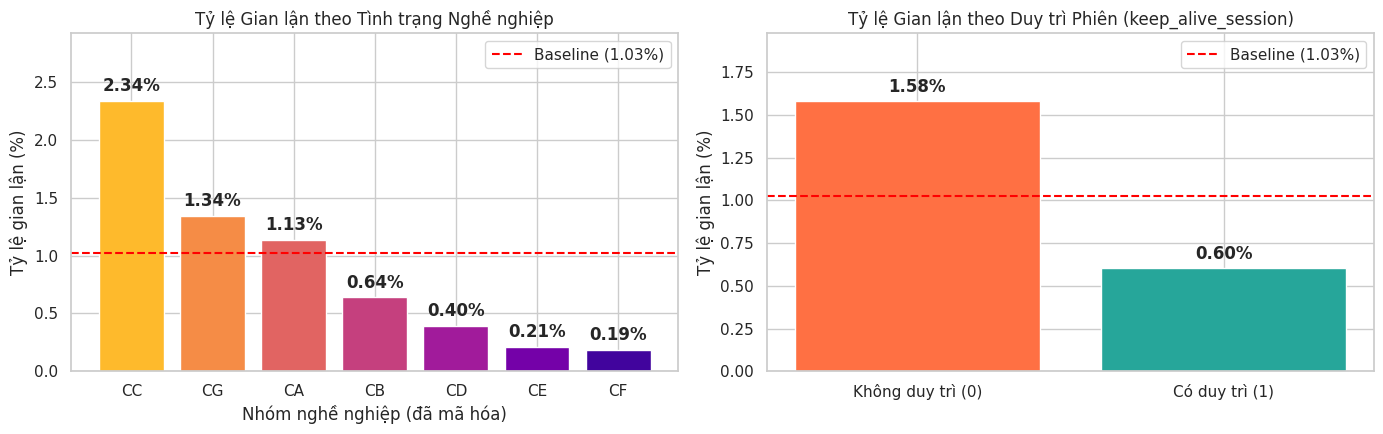 Tỷ lệ Gian lận theo Tình trạng Nghề nghiệp
Baseline (1.03%)
Tỷ lệ gian lận (%)
2.5
2.0
1.5
1.0
0.5
0.0
2.34%
1.34%
1.13%
0.64%
0.40%
0.21%
0.19%
CC
CG
CA
CB
CD
CE
CF
Nhóm nghề nghiệp (đã mã hóa)
Tỷ lệ Gian lận theo Duy trì Phiên (keep_alive_session)
Baseline (1.03%)
Tỷ lệ gian lận (%)
1.75
1.50
1.25
1.00
0.75
0.50
0.25
0.00
1.58%
0.60%
Không duy trì (0)
Có duy trì (1)